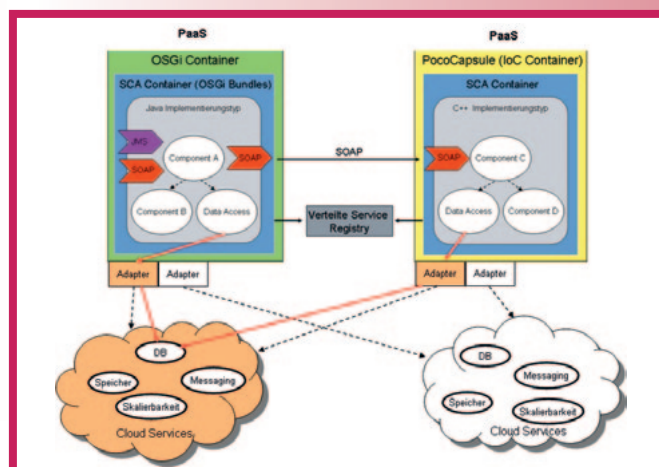 PaaS
OSGi Container
SCA Container (OSGi Bundles)
Java Implementierungstyp
JMS
SOAP
Component A
SOAP
Component B
Data Access
Adapter
Adapter
SOAP
Verteilte Service
Registry
PaaS
PocoCapsule (IoC Container)
SCA Container
C++ Implementierungstyp
SOAP
Component C
Data Access
Component D
Adapter
Adapter
DB
Speicher
Messaging
Skalierbarkeit
Cloud Services
DB
Messaging
Speicher
Skalierbarkeit
Cloud Services